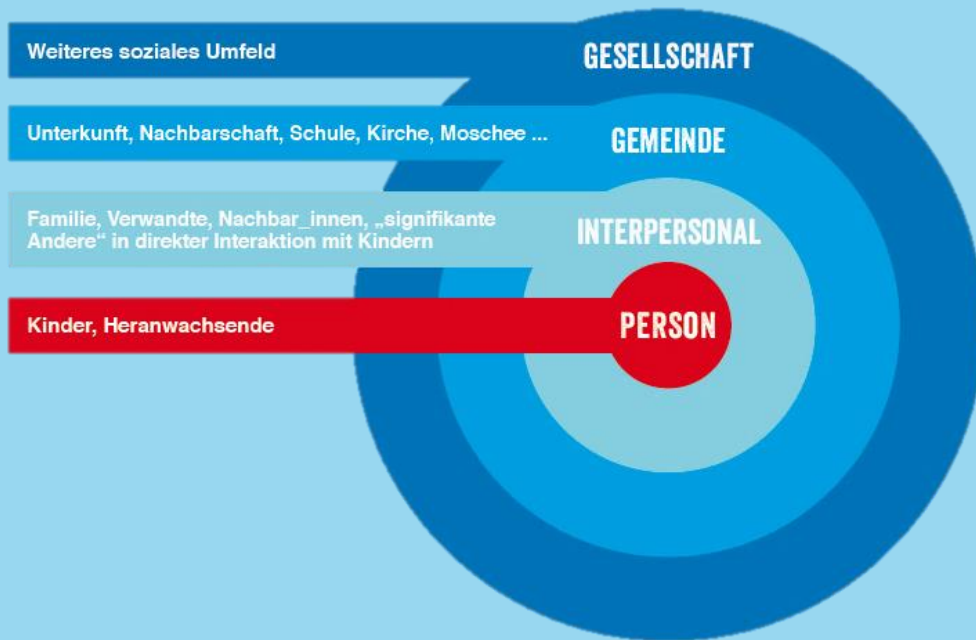 Weiteres soziales Umfeld
GESELLSCHAFT
Unterkunft, Nachbarschaft, Schule, Kirche, Moschee ...
GEMEINDE
Familie, Verwandte, Nachbar_innen, „signifikante
Andere“ in direkter Interaktion mit Kindern
INTERPERSONAL
Kinder, Heranwachsende
PERSON